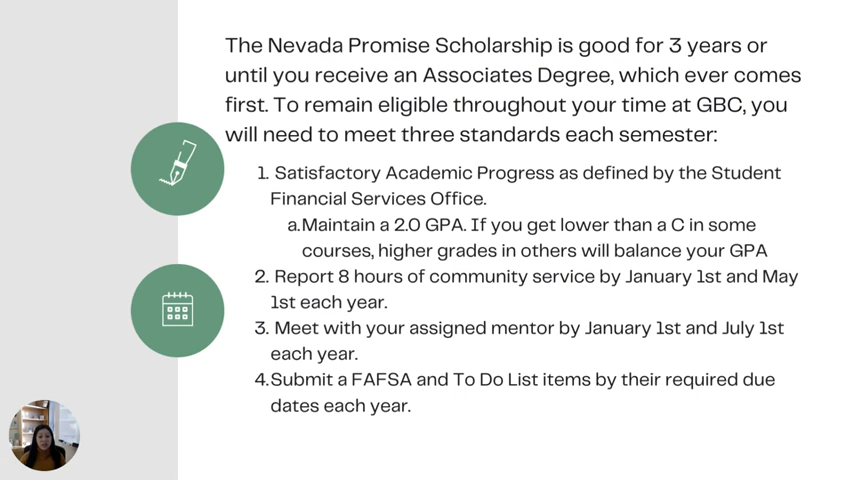 The Nevada Promise Scholarship is good for 3 years or
until you receive an Associates Degree, which ever comes
first. To remain eligible throughout your time at GBC, you
will need to meet three standards each semester:
1. Satisfactory Academic Progress as defined by the Student
Financial Services Office.
a.Maintain a 2.0 GPA. If you get lower than a C in some
courses, higher grades in others will balance your GPA
2. Report 8 hours of community service by January 1st and May
1st each year.
3. Meet with your assigned mentor by January 1st and July 1st
each year.
4.Submit a FAFSA and To Do List items by their required due
dates each year.